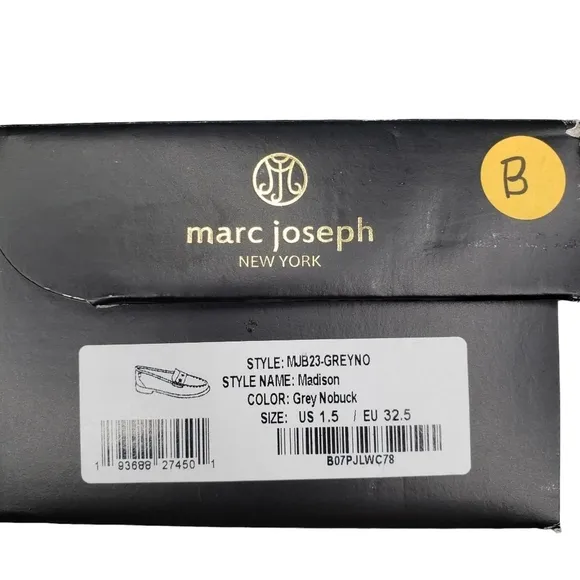 B
marc joseph
NEW YORK
STYLE: MJB23-GREYNO
STYLE NAME: Madison
COLOR: Grey Nobuck
SIZE: US 1.5 / EU 32.5
1 93688 27450 1
B07PJLWC78